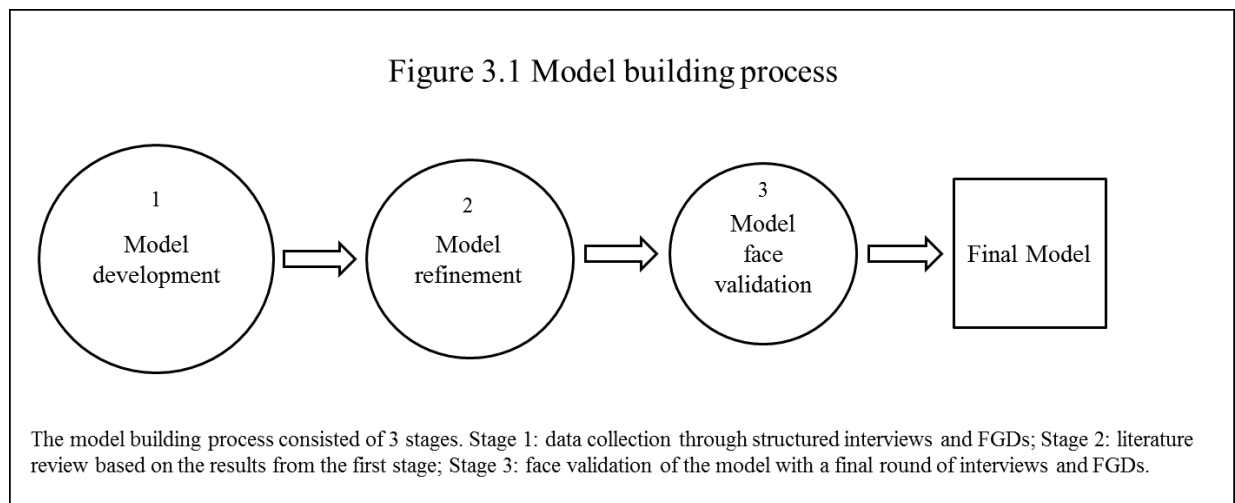 Figure 3.1 Model building process
1
Model
development
2
Model
refinement
3
Model
face
validation
Final Model
The model building process consisted of 3 stages. Stage 1: data collection through structured interviews and FGDs; Stage 2: literature
review based on the results from the first stage; Stage 3: face validation of the model with a final round of interviews and FGDs.